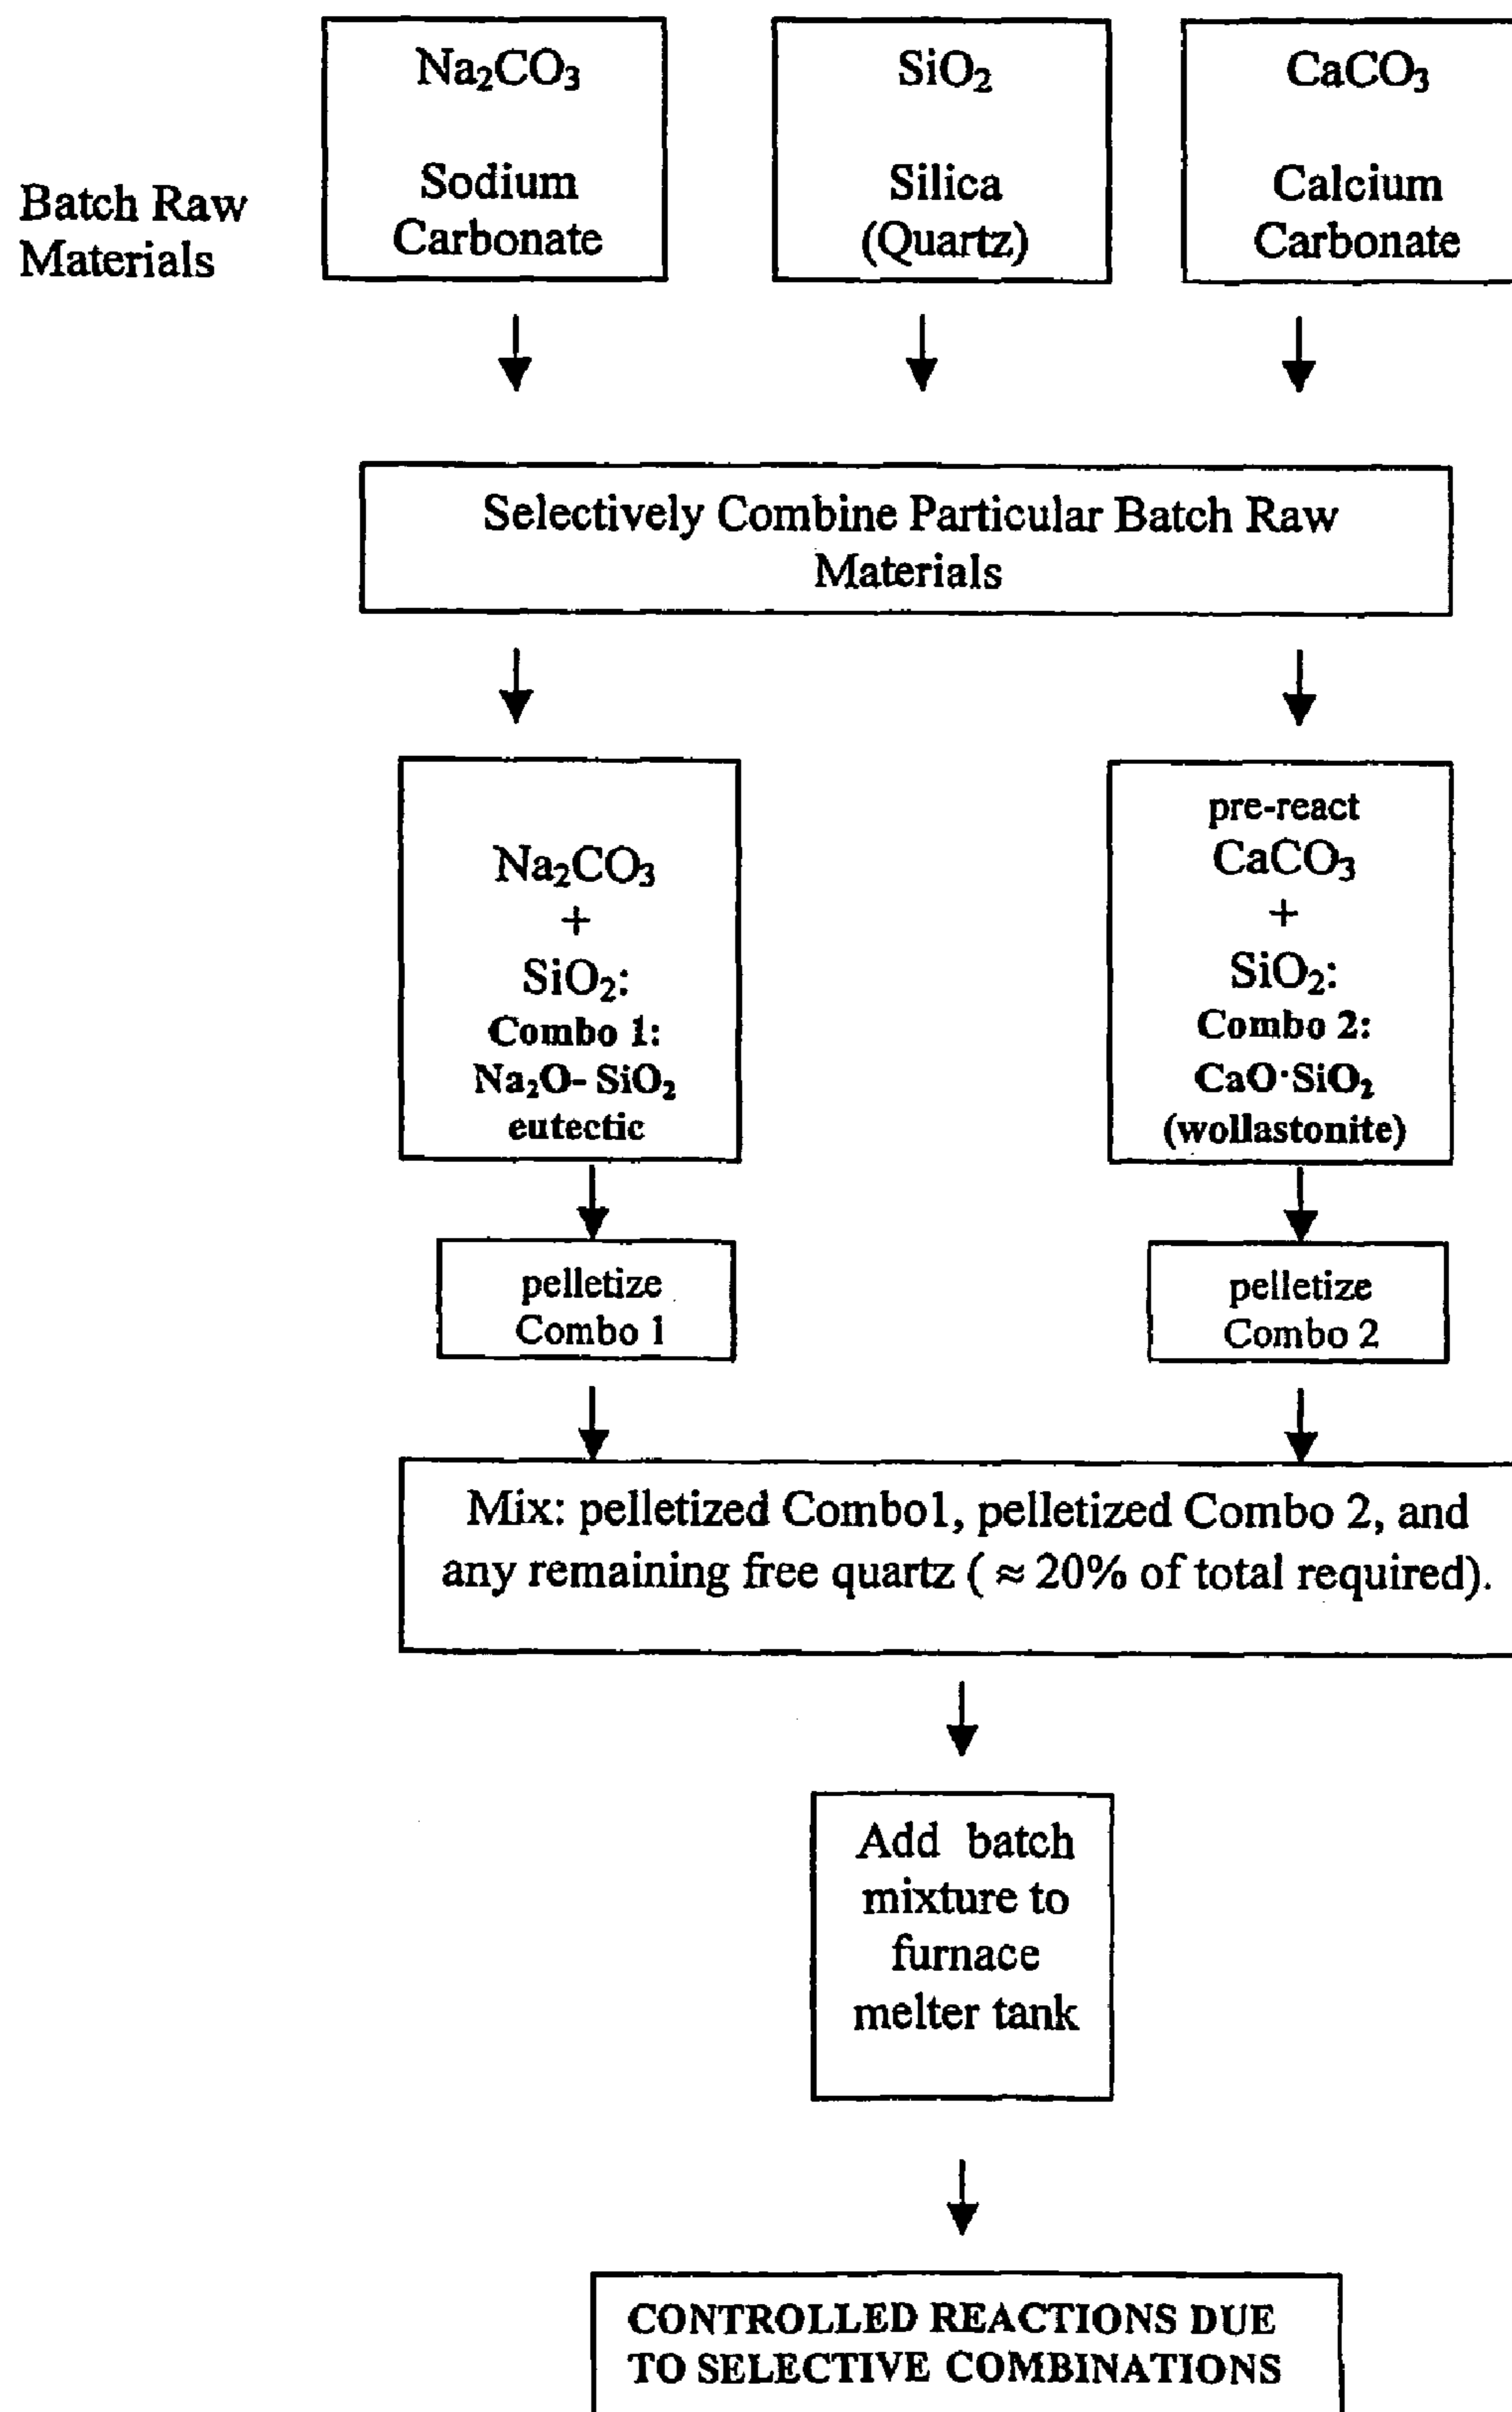 Na₂CO₃
Sodium
Carbonate
SiO₂
Silica
(Quartz)
CaCO₃
Calcium
Carbonate
Batch Raw
Materials
Selectively Combine Particular Batch Raw
Materials
Na₂CO₃
+
SiO₂:
Combo 1:
Na₂O- SiO₂
eutectic
pre-react
CaCO₃
+
SiO₂:
Combo 2:
CaO·SiO₂
(wollastonite)
pelletize
Combo 1
pelletize
Combo 2
Mix: pelletized Combo1, pelletized Combo 2, and
any remaining free quartz ( ≈ 20% of total required).
Add batch
mixture to
furnace
melter tank
CONTROLLED REACTIONS DUE
TO SELECTIVE COMBINATIONS